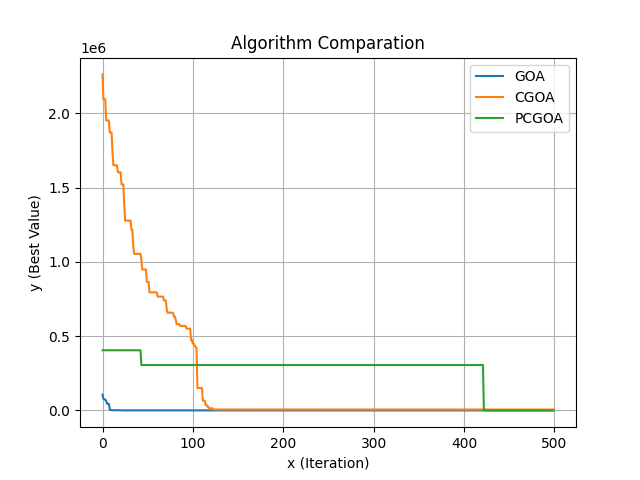 Algorithm Comparation
1e6
2.0
1.5
1.0
0.5
0.0
y (Best Value)
GOA
CGOA
PCGOA
0 100 200 300 400 500
x (Iteration)